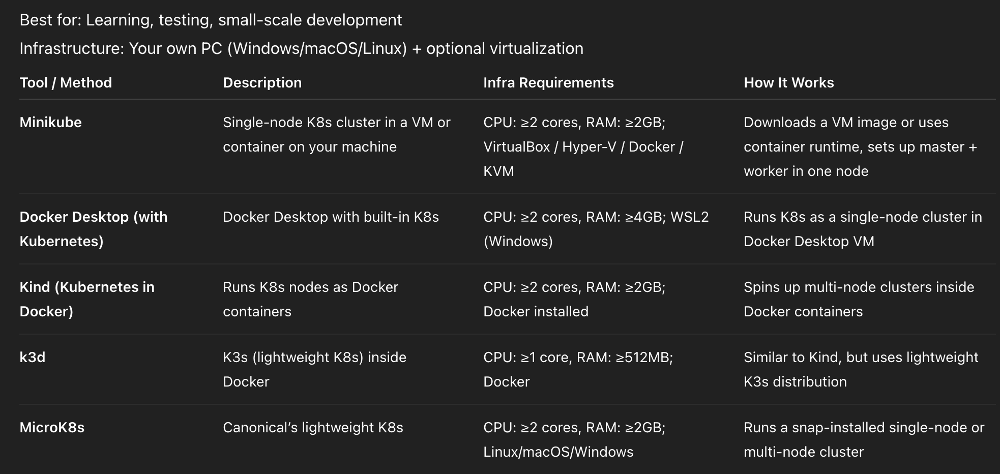 Best for: Learning, testing, small-scale development
Infrastructure: Your own PC (Windows/macOS/Linux) + optional virtualization
Tool / Method Description Infra Requirements How It Works
Minikube Single-node K8s cluster in a VM or CPU: ≥2 cores, RAM: ≥2GB; Downloads a VM image or uses
container on your machine VirtualBox / Hyper-V / Docker / container runtime, sets up master +
KVM worker in one node
Docker Desktop (with Docker Desktop with built-in K8s CPU: ≥2 cores, RAM: ≥4GB; WSL2 Runs K8s as a single-node cluster in
Kubernetes) (Windows) Docker Desktop VM
Kind (Kubernetes in Runs K8s nodes as Docker CPU: ≥2 cores, RAM: ≥2GB; Spins up multi-node clusters inside
Docker) containers Docker installed Docker containers
k3d K3s (lightweight K8s) inside CPU: ≥1 core, RAM: ≥512MB; Similar to Kind, but uses lightweight
Docker Docker K3s distribution
MicroK8s Canonical’s lightweight K8s CPU: ≥2 cores, RAM: ≥2GB; Runs a snap-installed single-node or
Linux/macOS/Windows multi-node cluster